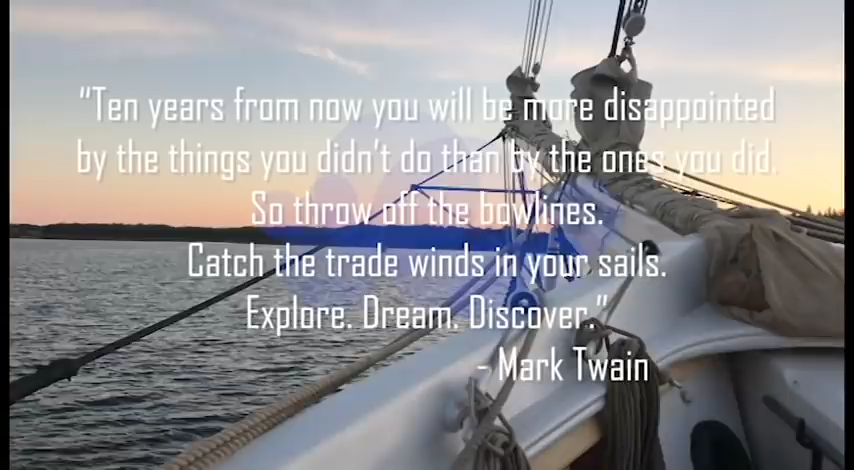 “Ten years from now you will be more disappointed
by the things you didn’t do than by the ones you did.
So throw off the bowlines.
Catch the trade winds in your sails.
Explore. Dream. Discover.”
- Mark Twain